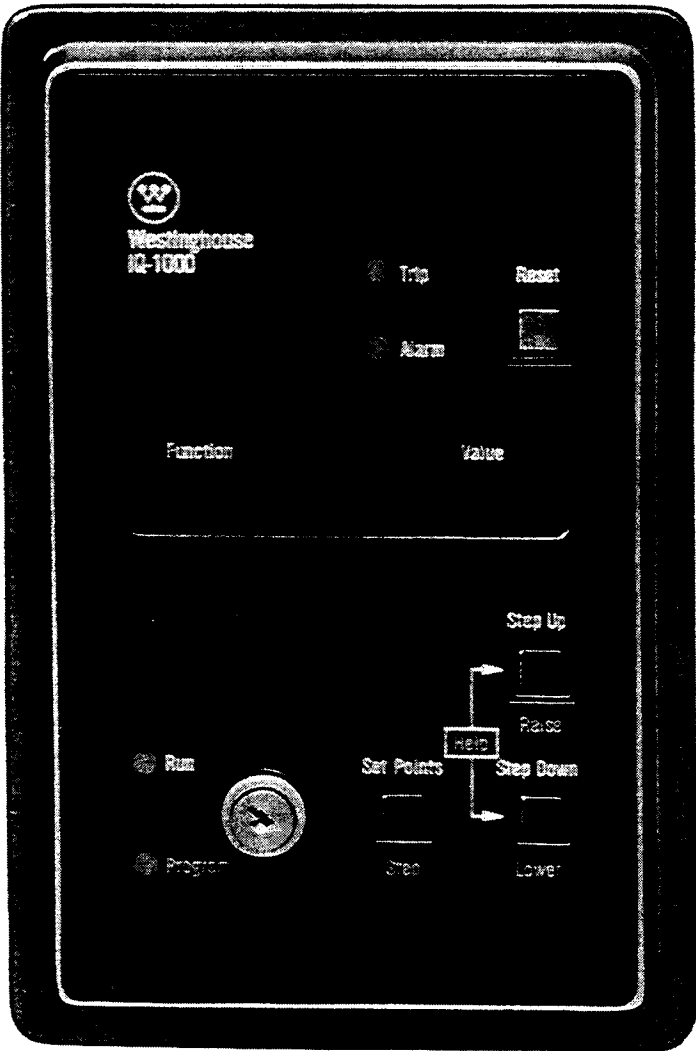 Westinghouse
IQ-1000
Trip
Reset
Alarm
Function
Value
Step Up
Raise
Help
Run
Set Points
Step Down
Program
Step
Lower